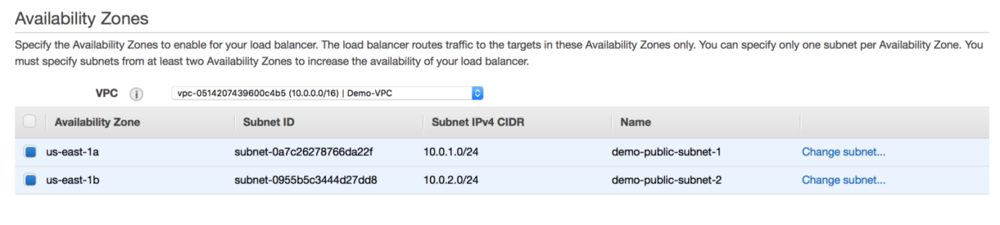 Availability Zones
Specify the Availability Zones to enable for your load balancer. The load balancer routes traffic to the targets in these Availability Zones only. You can specify only one subnet per Availability Zone. You
must specify subnets from at least two Availability Zones to increase the availability of your load balancer.
VPC i vpc-0514207439600c4b5 (10.0.0.0/16) | Demo-VPC
Availability Zone Subnet ID Subnet IPv4 CIDR Name
us-east-1a subnet-0a7c26278766da22f 10.0.1.0/24 demo-public-subnet-1 Change subnet...
us-east-1b subnet-0955b5c3444d27dd8 10.0.2.0/24 demo-public-subnet-2 Change subnet...